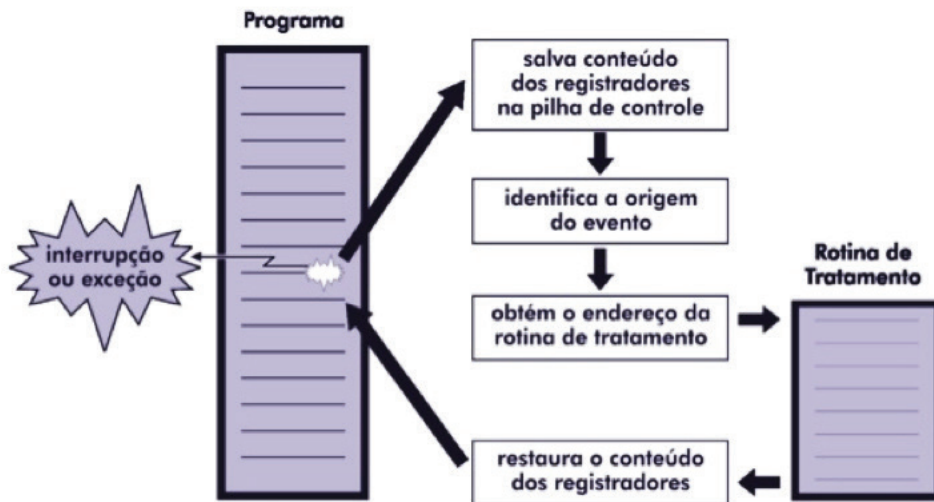 Programa
salva conteúdo
dos registradores
na pilha de controle
identifica a origem
do evento
interrupção
ou exceção
obtém o endereço da
rotina de tratamento
Rotina de
Tratamento
restaura o conteúdo
dos registradores